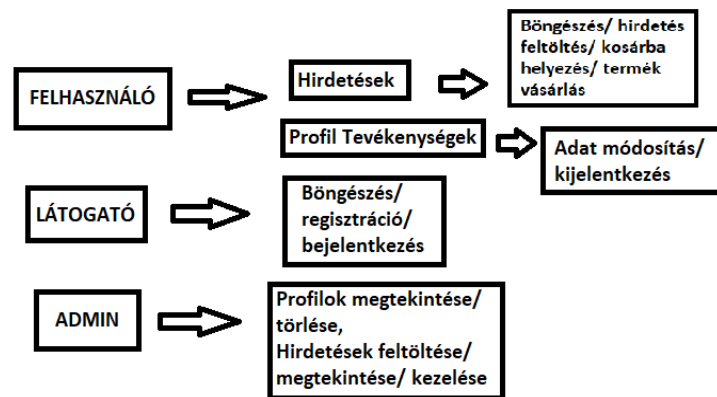 FELHASZNÁLÓ
Hirdetések
Böngészés/ hirdetés
feltöltés/ kosárba
helyezés/ termék
vásárlás
Profil Tevékenységek
Adat módosítás/
kijelentkezés
LÁTOGATÓ
Böngészés/
regisztráció/
bejelentkezés
ADMIN
Profilok megtekintése/
törlése,
Hirdetések feltöltése/
megtekintése/ kezelése